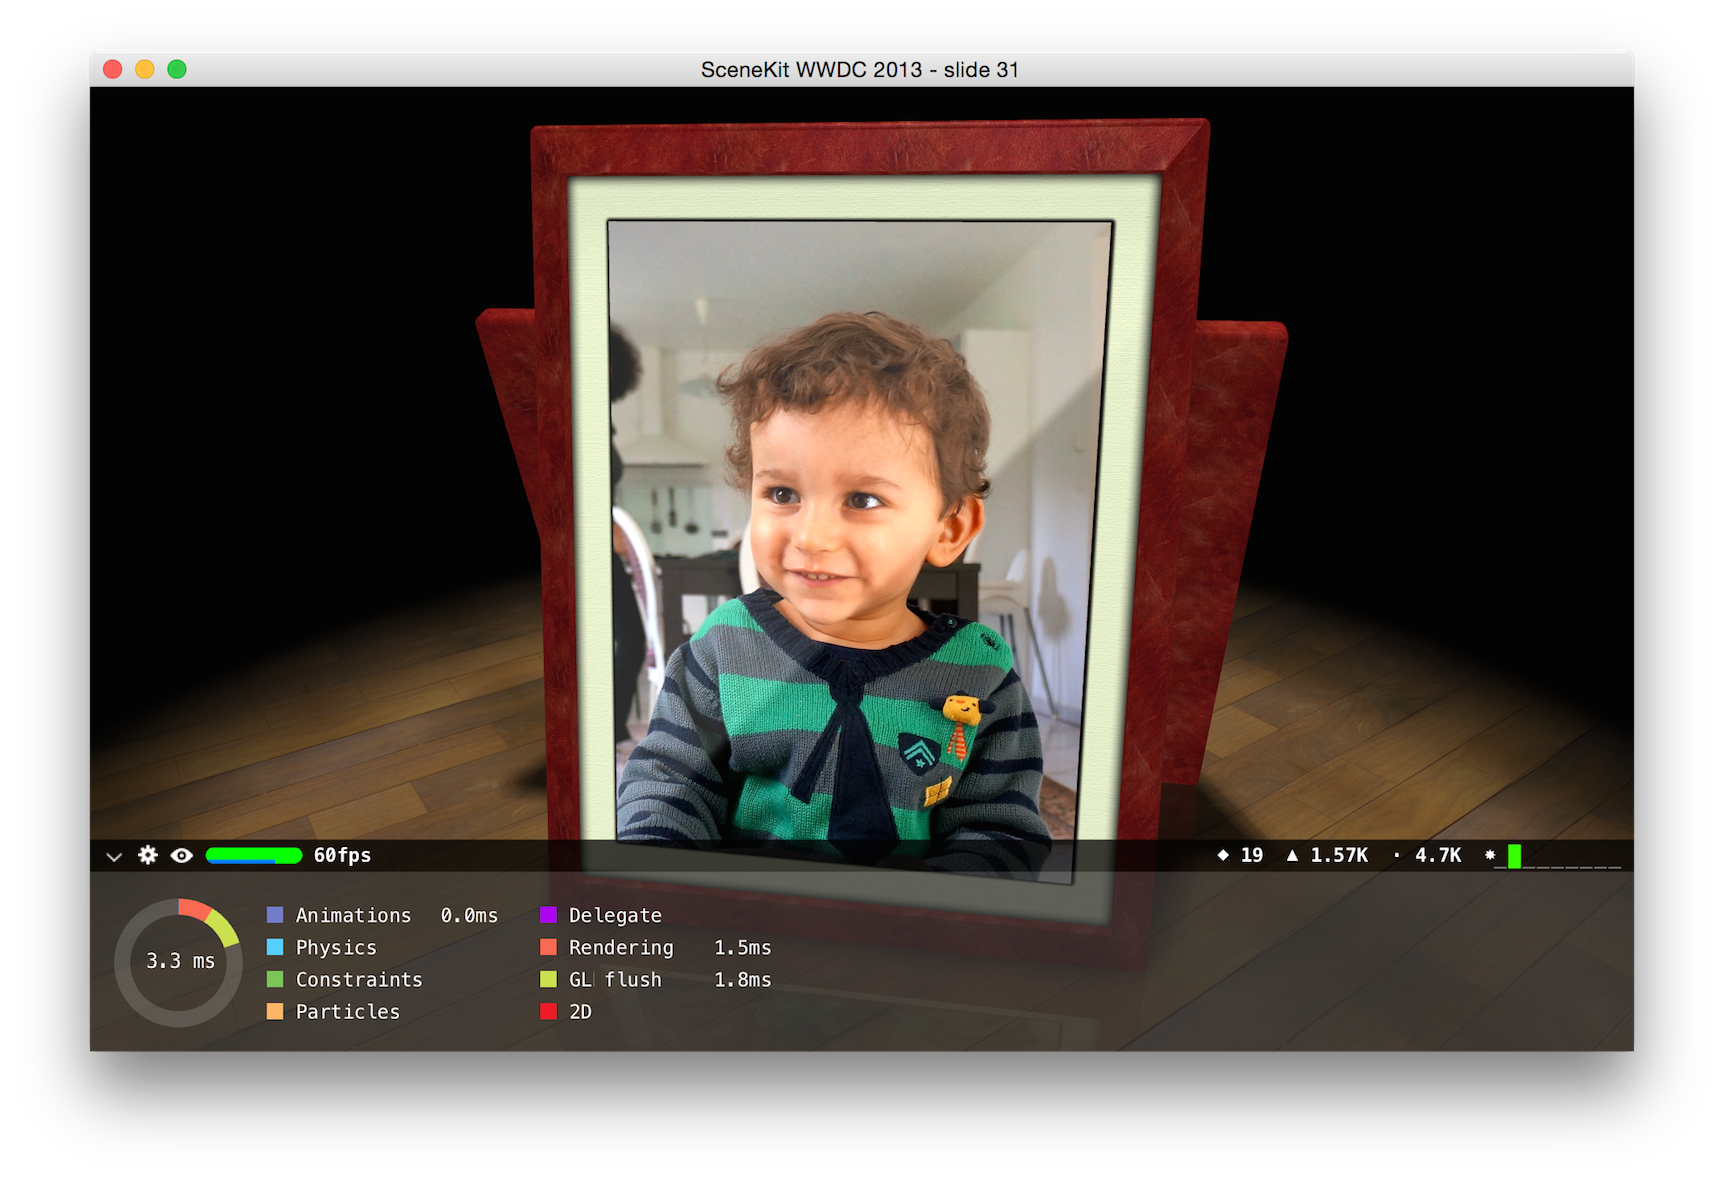 SceneKit WWDC 2013 - slide 31
60fps
19 1.57K 4.7K
3.3 ms
Animations 0.0ms
Physics
Constraints
Particles
Delegate
Rendering 1.5ms
GL flush 1.8ms
2D